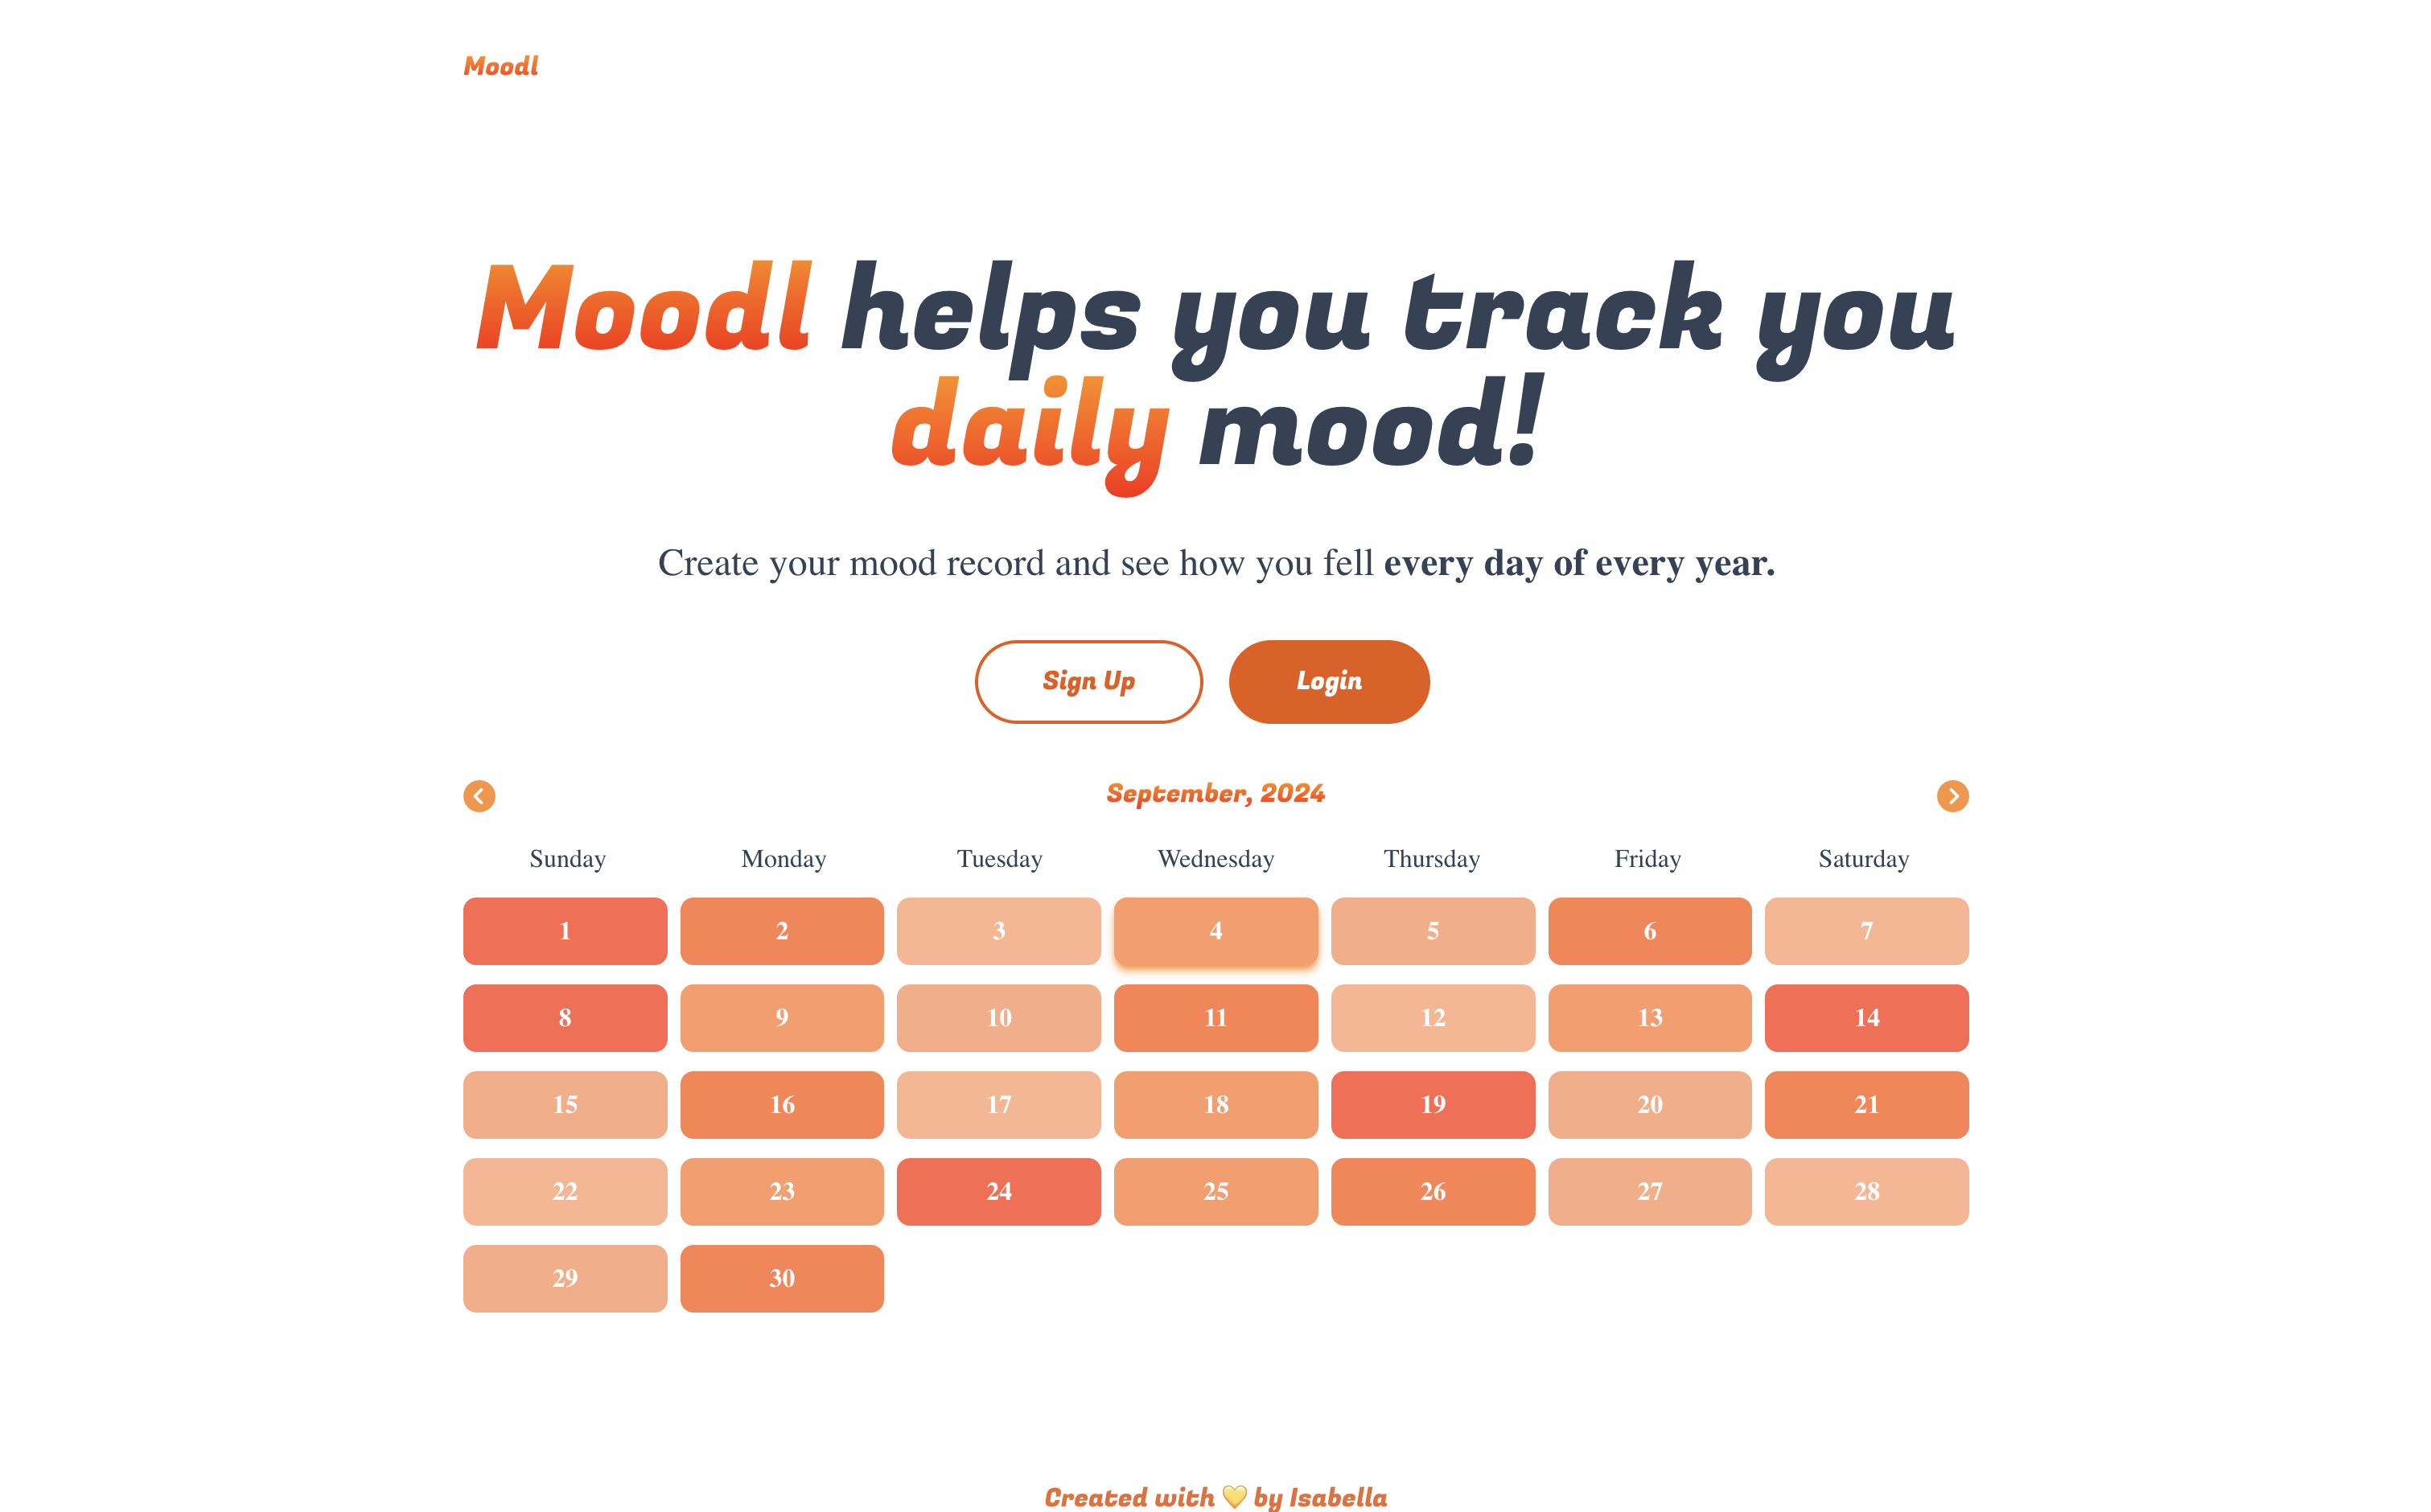 Moodl
Moodl helps you track you
daily mood!
Create your mood record and see how you fell every day of every year.
Sign Up Login
September, 2024
Sunday Monday Tuesday Wednesday Thursday Friday Saturday
1 2 3 4 5 6 7
8 9 10 11 12 13 14
15 16 17 18 19 20 21
22 23 24 25 26 27 28
29 30
Created with 💛 by Isabella